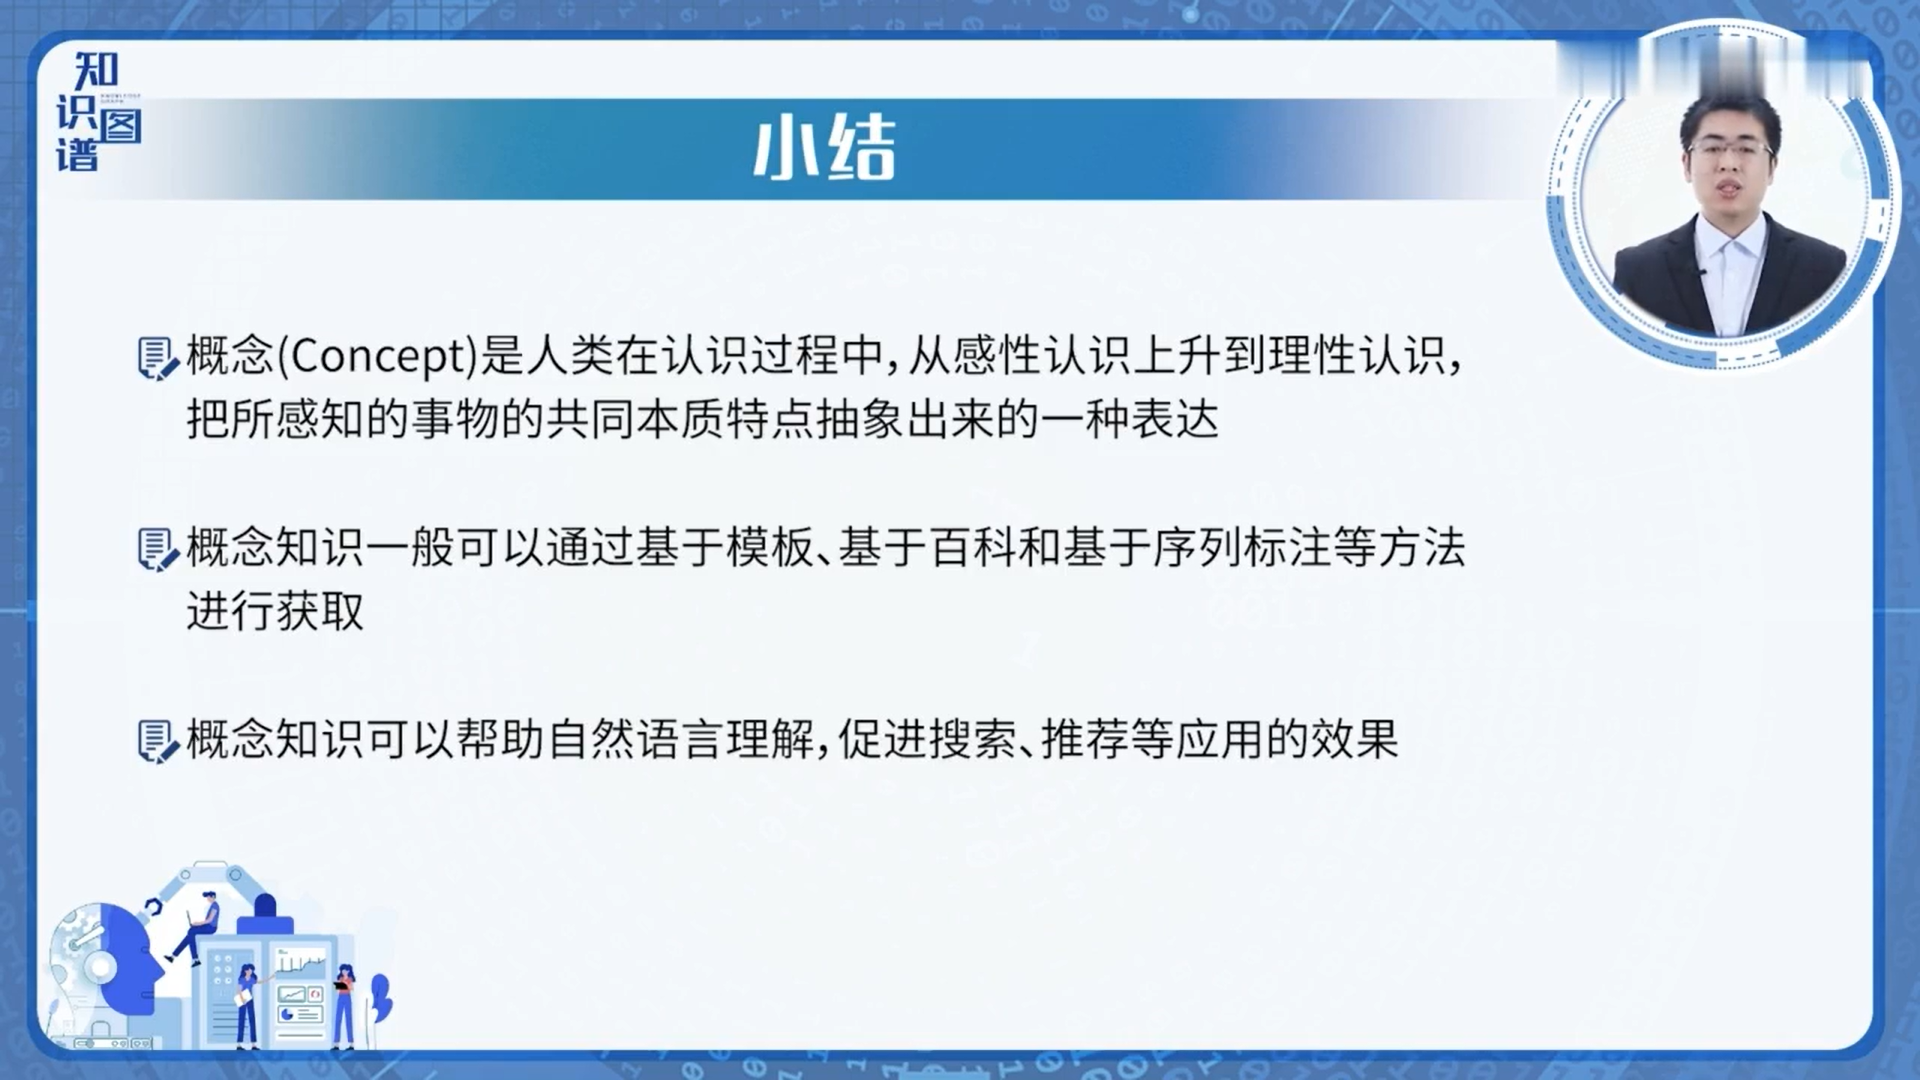 知识图谱
小结
概念(Concept)是人类在认识过程中,从感性认识上升到理性认识,
把所感知的事物的共同本质特点抽象出来的一种表达
概念知识一般可以通过基于模板、基于百科和基于序列标注等方法
进行获取
概念知识可以帮助自然语言理解,促进搜索、推荐等应用的效果